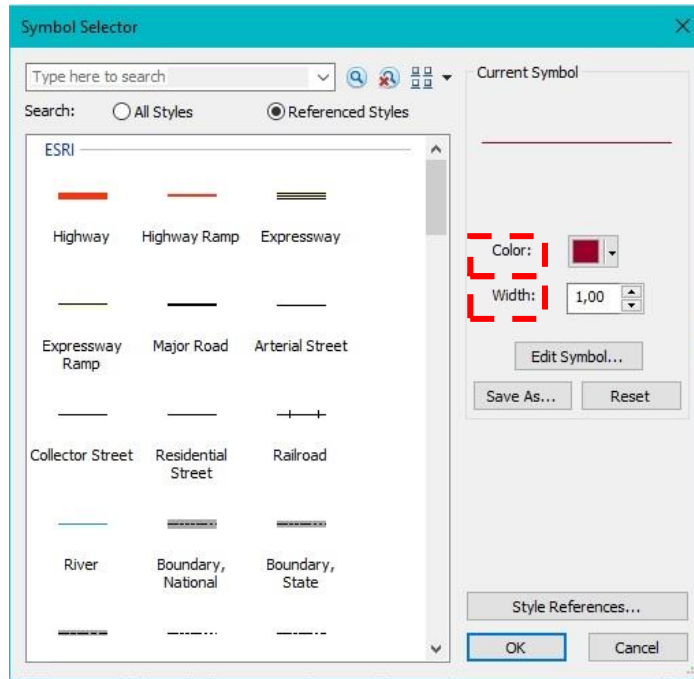 Symbol Selector
Type here to search
Search: All Styles Referenced Styles
ESRI
Highway Highway Ramp Expressway
Expressway Ramp Major Road Arterial Street
Collector Street Residential Street Railroad
River Boundary, National Boundary, State
Current Symbol
Color:
Width: 1,00
Edit Symbol...
Save As... Reset
Style References...
OK Cancel